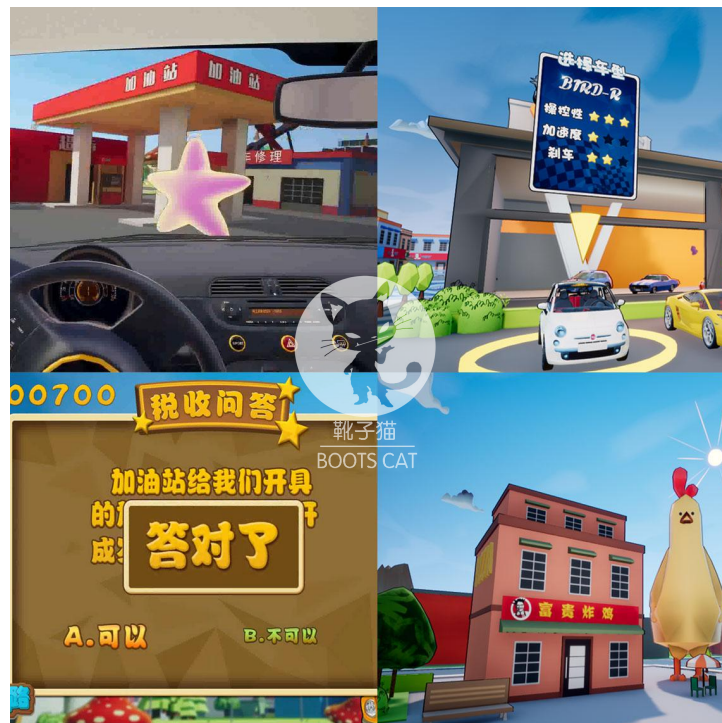 加油站
加油站
车修理
选择车型
BIRD-R
操控性
加速度
刹车
00700
税收问答
加油站给我们开具
的
开
成
答对了
A.可以
B.不可以
富贵炸鸡
靴子猫
BOOTS CAT